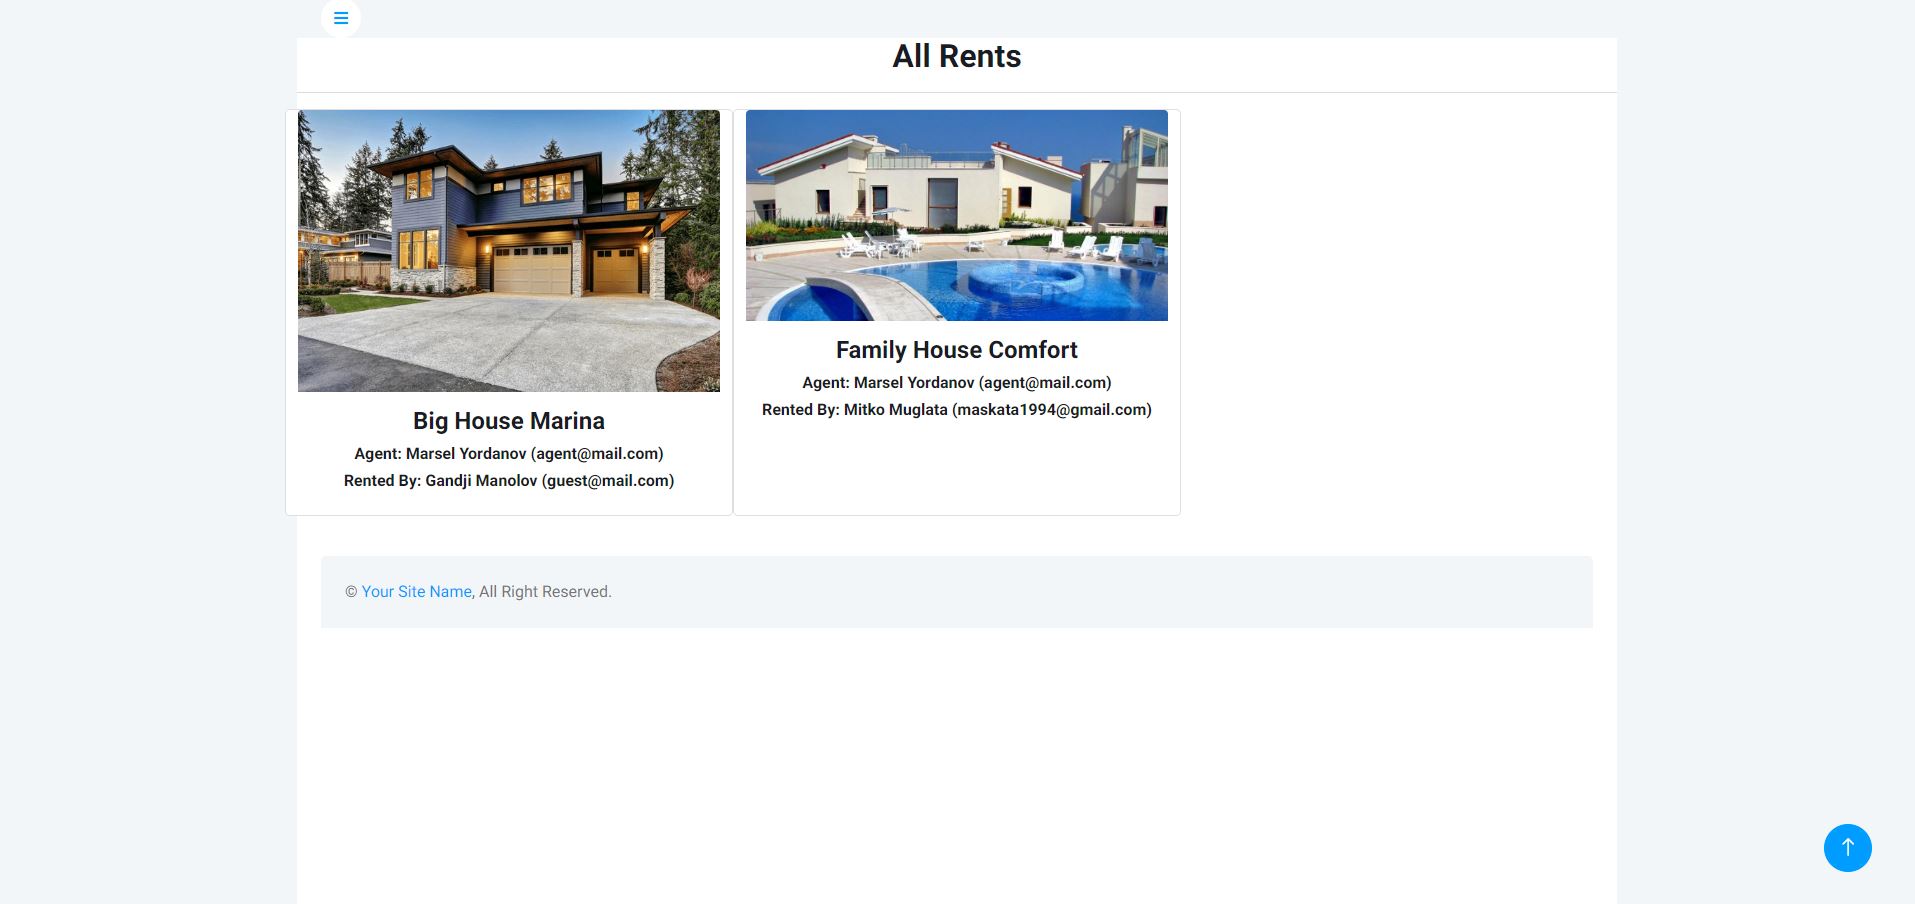 All Rents
Big House Marina
Agent: Marsel Yordanov (agent@mail.com)
Rented By: Gandji Manolov (guest@mail.com)
Family House Comfort
Agent: Marsel Yordanov (agent@mail.com)
Rented By: Mitko Muglata (maskata1994@gmail.com)
© Your Site Name, All Right Reserved.